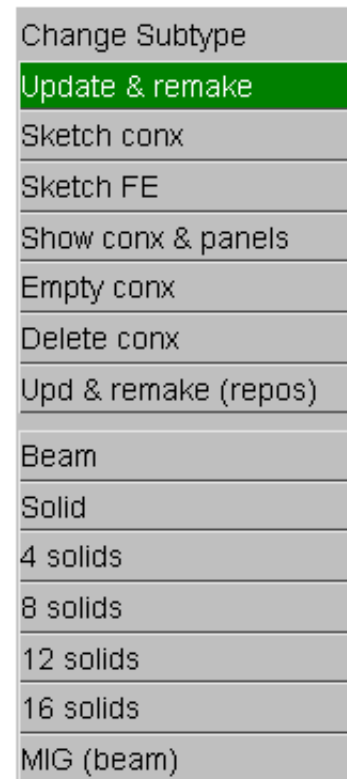 Change Subtype
Update & remake
Sketch conx
Sketch FE
Show conx & panels
Empty conx
Delete conx
Upd & remake (repos)
Beam
Solid
4 solids
8 solids
12 solids
16 solids
MIG (beam)